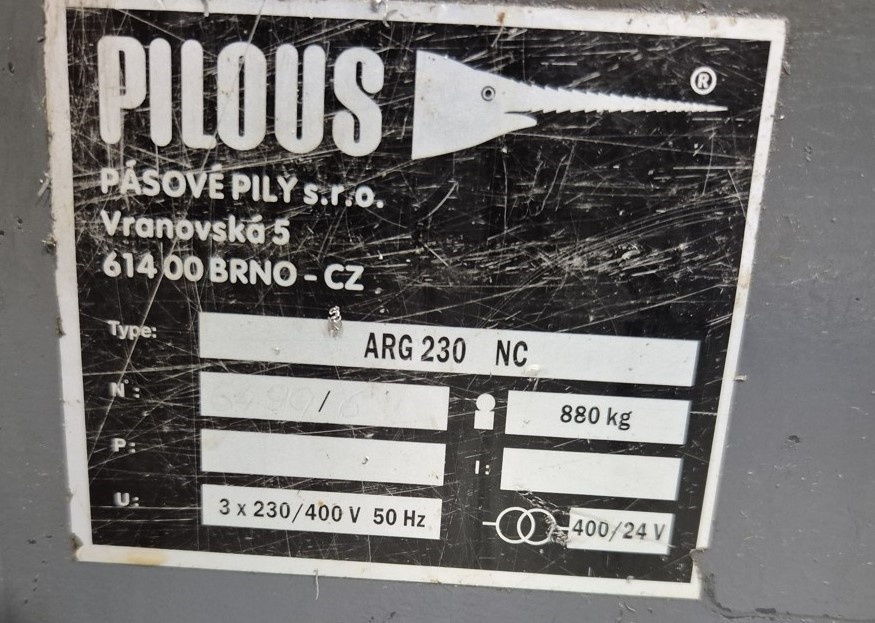 PILOUS ®
PÁSOVÉ PILY s.r.o.
Vranovská 5
614 00 BRNO - CZ
Type: ARG 230 NC
N°: /
880 kg
P:
I:
U: 3 x 230/400 V 50 Hz
400/24 V